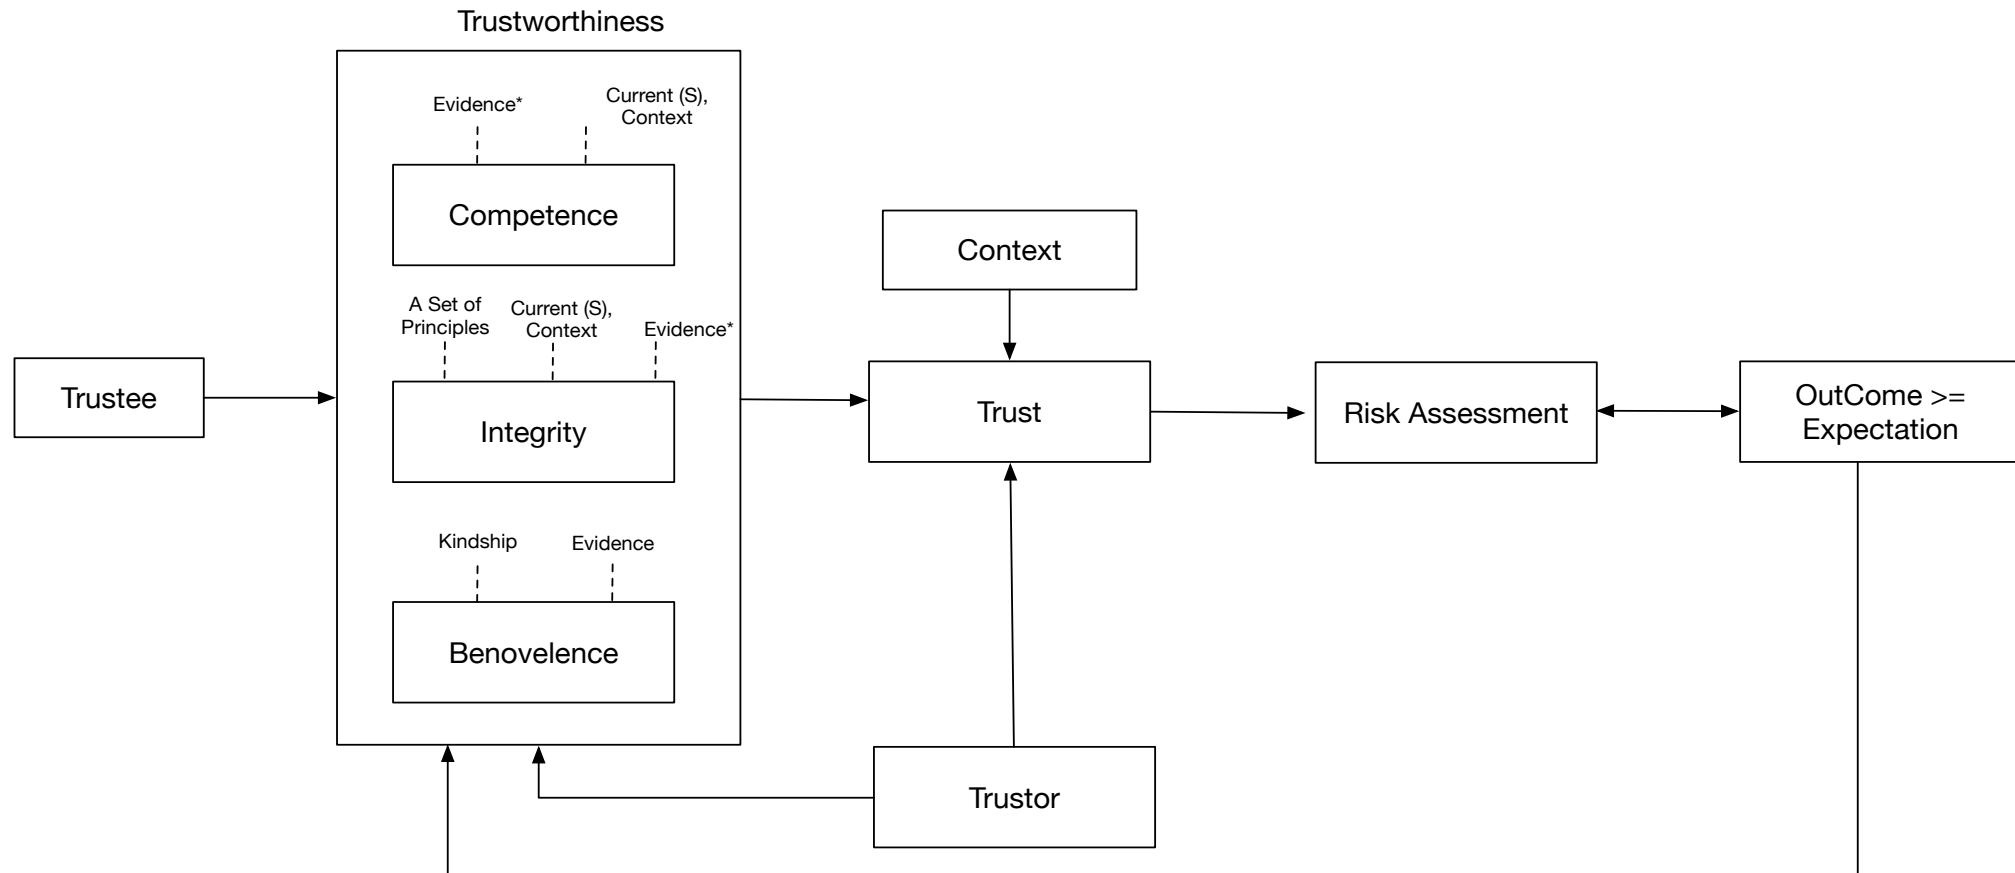 Trustworthiness
Evidence*
Current (S),
Context
Competence
A Set of
Principles
Current (S),
Context
Evidence*
Integrity
Kindship
Evidence
Benovelence
Trustee
Context
Trust
Trustor
Risk Assessment
OutCome >=
Expectation